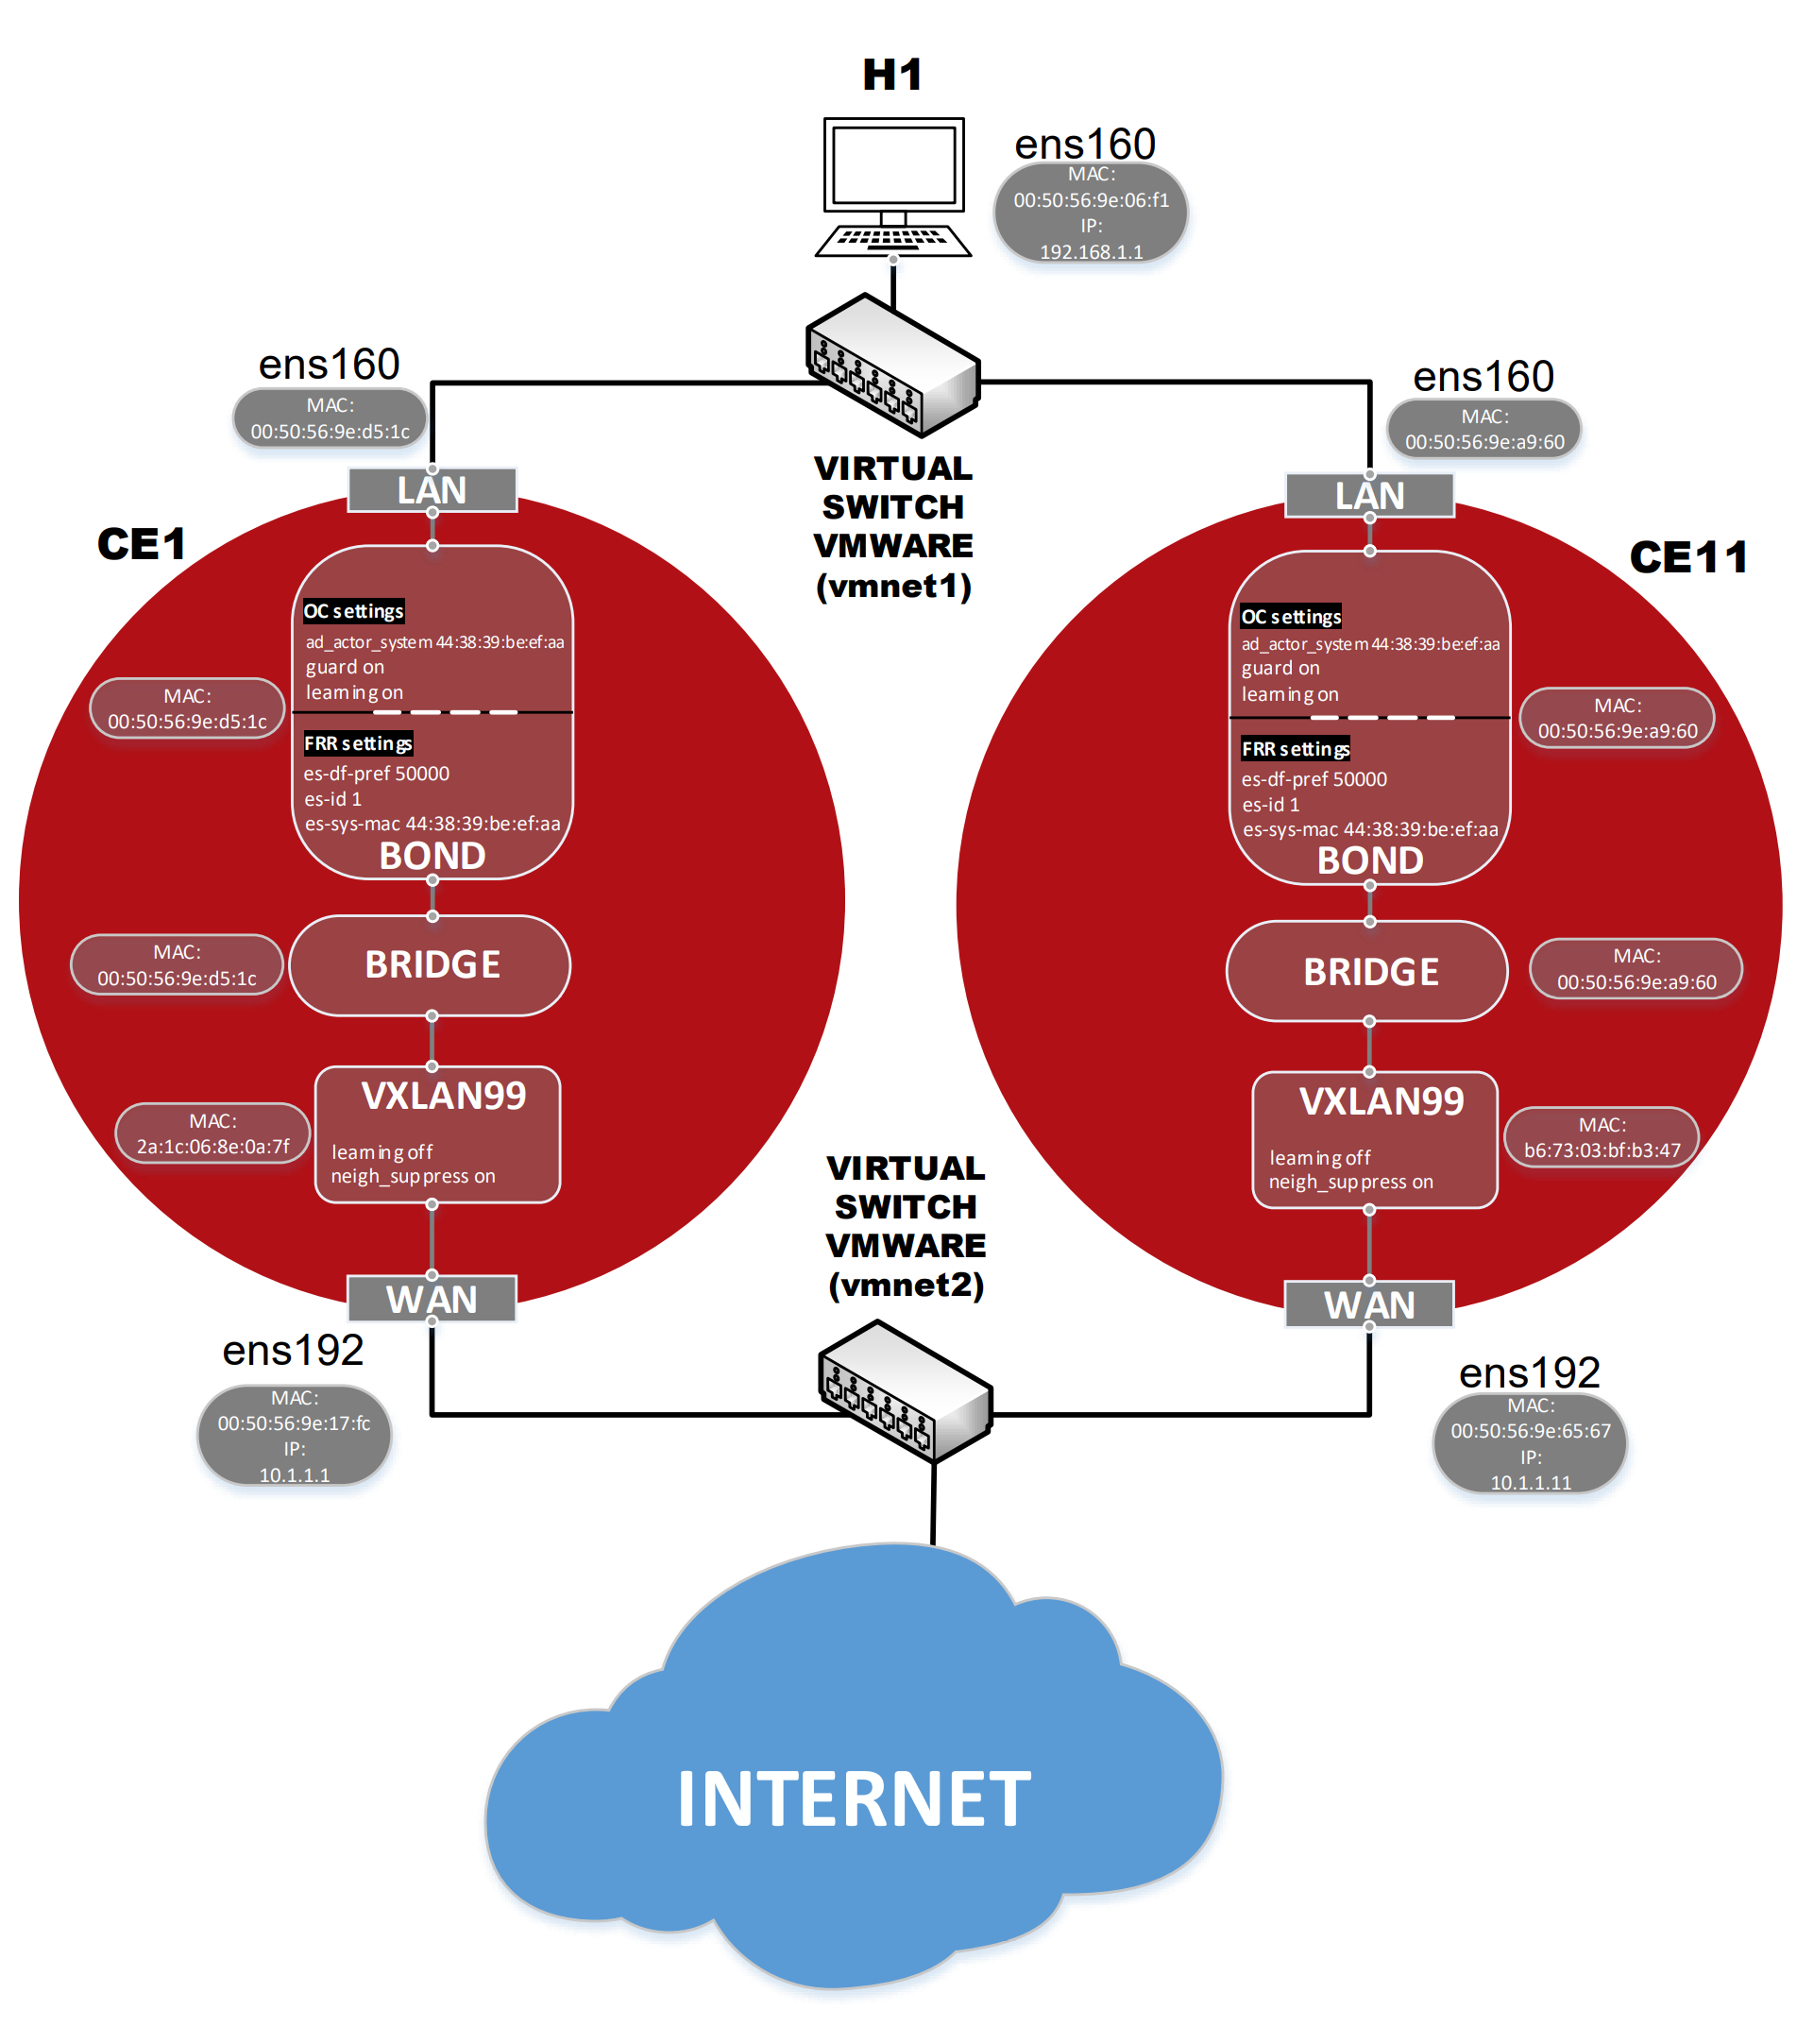 H1
ens160
MAC:
00:50:56:9e:06:f1
IP:
192.168.1.1
ens160
MAC:
00:50:56:9e:d5:1c
ens160
MAC:
00:50:56:9e:a9:60
VIRTUAL
SWITCH
VMWARE
(vmnet1)
LAN
CE1
OC settings
ad_actor_system 44:38:39:be:ef:aa
guard on
learning on
MAC:
00:50:56:9e:d5:1c
FRR settings
es-df-pref 50000
es-id 1
es-sys-mac 44:38:39:be:ef:aa
BOND
MAC:
00:50:56:9e:d5:1c
BRIDGE
VXLAN99
MAC:
2a:1c:06:8e:0a:7f
learning off
neigh_suppress on
WAN
ens192
MAC:
00:50:56:9e:17:fc
IP:
10.1.1.1
LAN
CE11
OC settings
ad_actor_system 44:38:39:be:ef:aa
guard on
learning on
MAC:
00:50:56:9e:a9:60
FRR settings
es-df-pref 50000
es-id 1
es-sys-mac 44:38:39:be:ef:aa
BOND
BRIDGE
MAC:
00:50:56:9e:a9:60
VXLAN99
MAC:
b6:73:03:bf:b3:47
learning off
neigh_suppress on
WAN
ens192
MAC:
00:50:56:9e:65:67
IP:
10.1.1.11
VIRTUAL
SWITCH
VMWARE
(vmnet2)
INTERNET